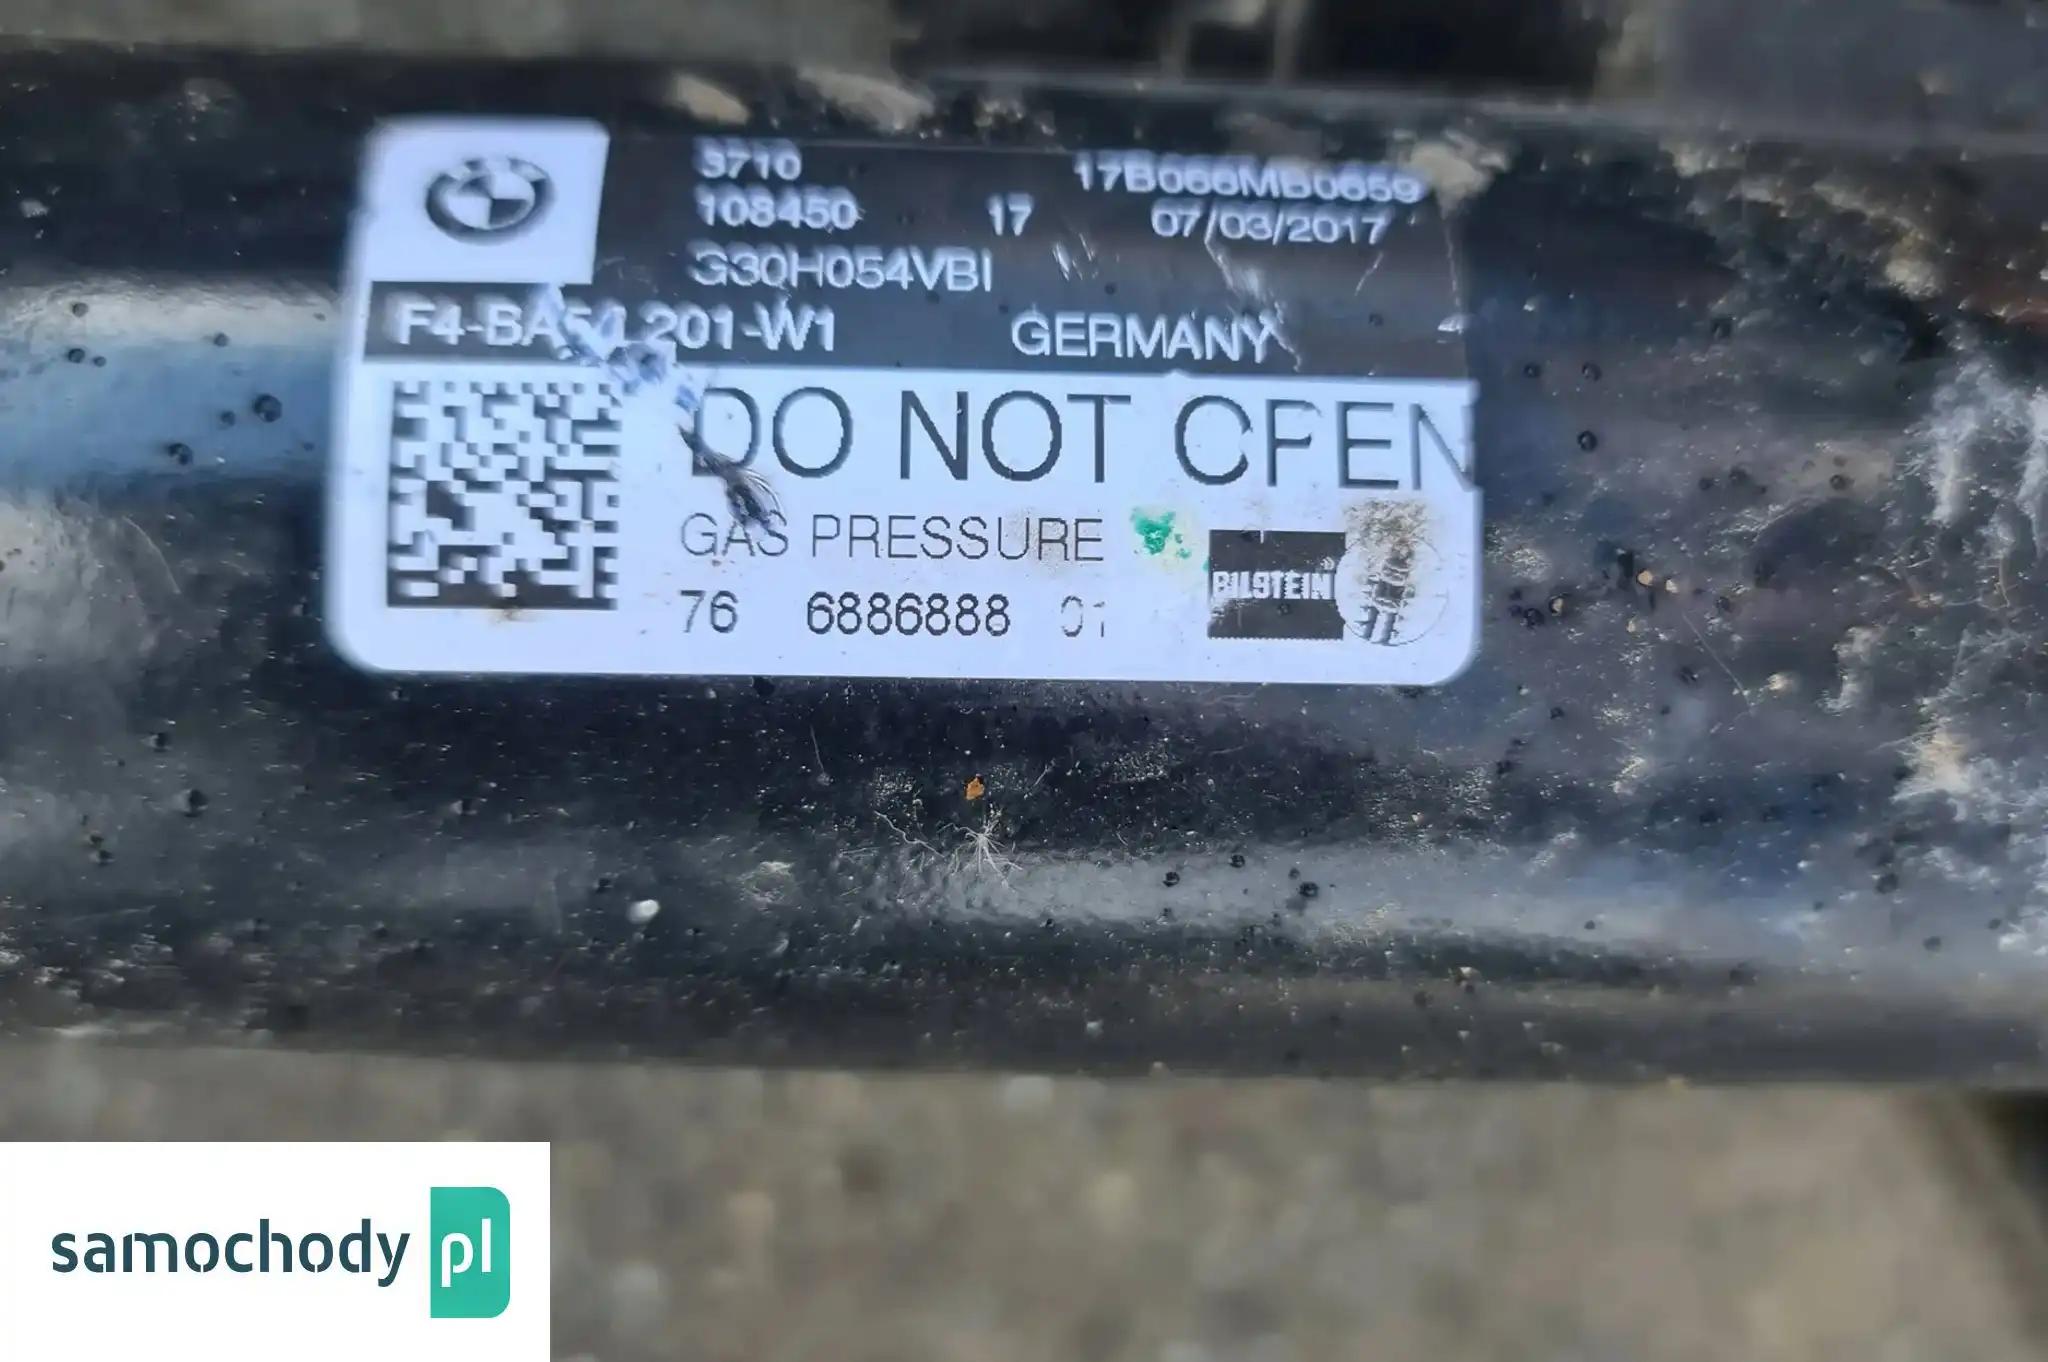 3710 17B066MB0659
108450 17 07/03/2017
G30H054VBI
F4-BA54 201-W1 GERMANY
DO NOT OPEN
GAS PRESSURE
76 6886888 01
BILSTEIN
samochody pl